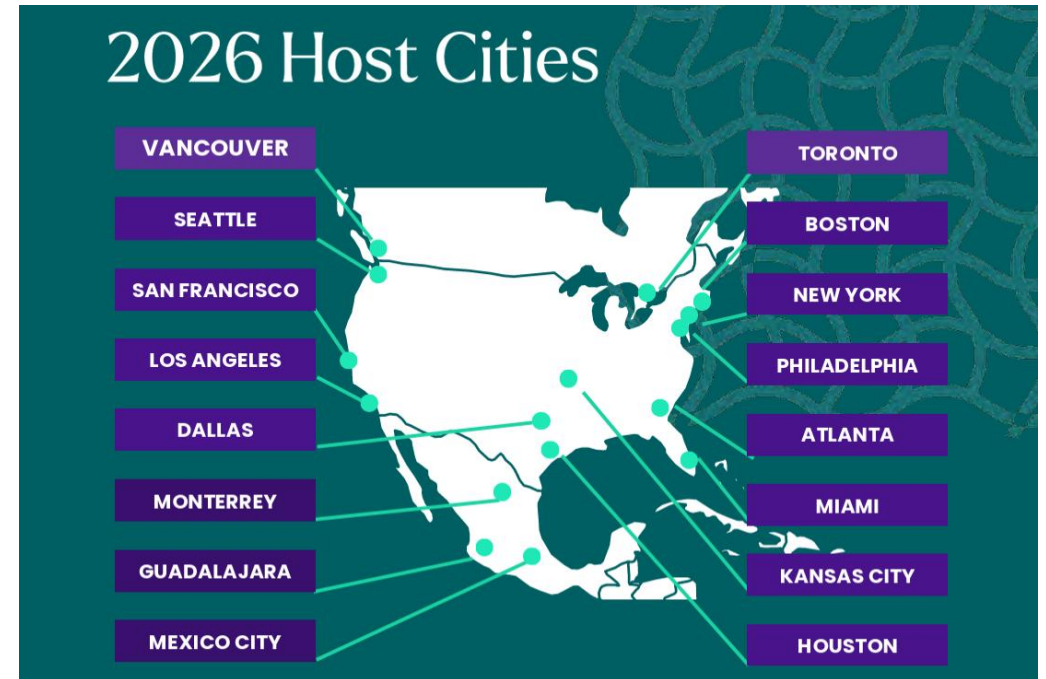 2026 Host Cities
VANCOUVER
SEATTLE
SAN FRANCISCO
LOS ANGELES
DALLAS
MONTERREY
GUADALAJARA
MEXICO CITY
TORONTO
BOSTON
NEW YORK
PHILADELPHIA
ATLANTA
MIAMI
KANSAS CITY
HOUSTON